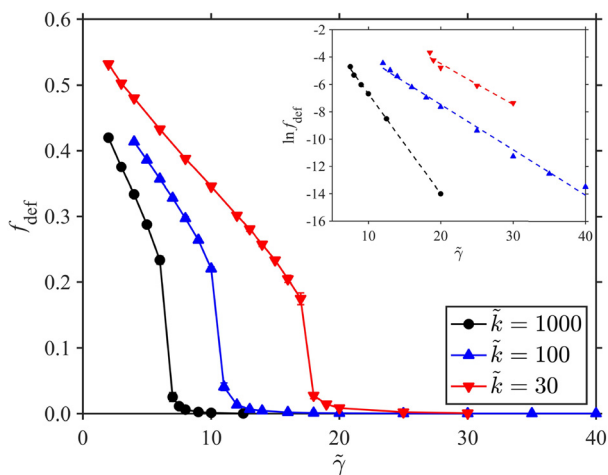 0.6
0.5
0.4
0.3
0.2
0.1
0.0
f_def
0 10 20 30 40
γ̃
-2
-4
-6
-8
-10
-12
-14
-16
ln f_def
10 20 30 40
γ̃
k̃ = 1000
k̃ = 100
k̃ = 30